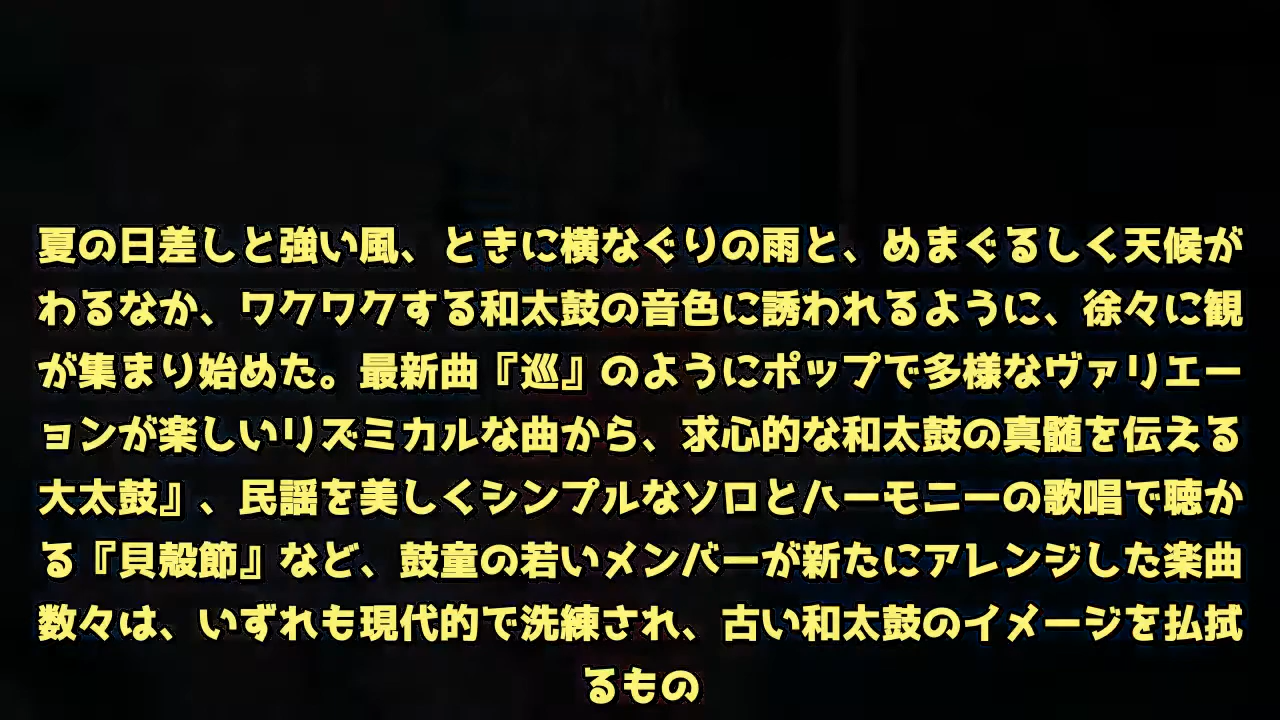 夏の日差しと強い風、ときに横なぐりの雨と、めまぐるしく天候が
わるなか、ワクワクする和太鼓の音色に誘われるように、徐々に観
が集まり始めた。最新曲『巡』のようにポップで多様なヴァリエー
ョンが楽しいリズミカルな曲から、求心的な和太鼓の真髄を伝える
大太鼓』、民謡を美しくシンプルなソロとハーモニーの歌唱で聴か
る『貝殻節』など、鼓童の若いメンバーが新たにアレンジした楽曲
数々は、いずれも現代的で洗練され、古い和太鼓のイメージを払拭
るもの